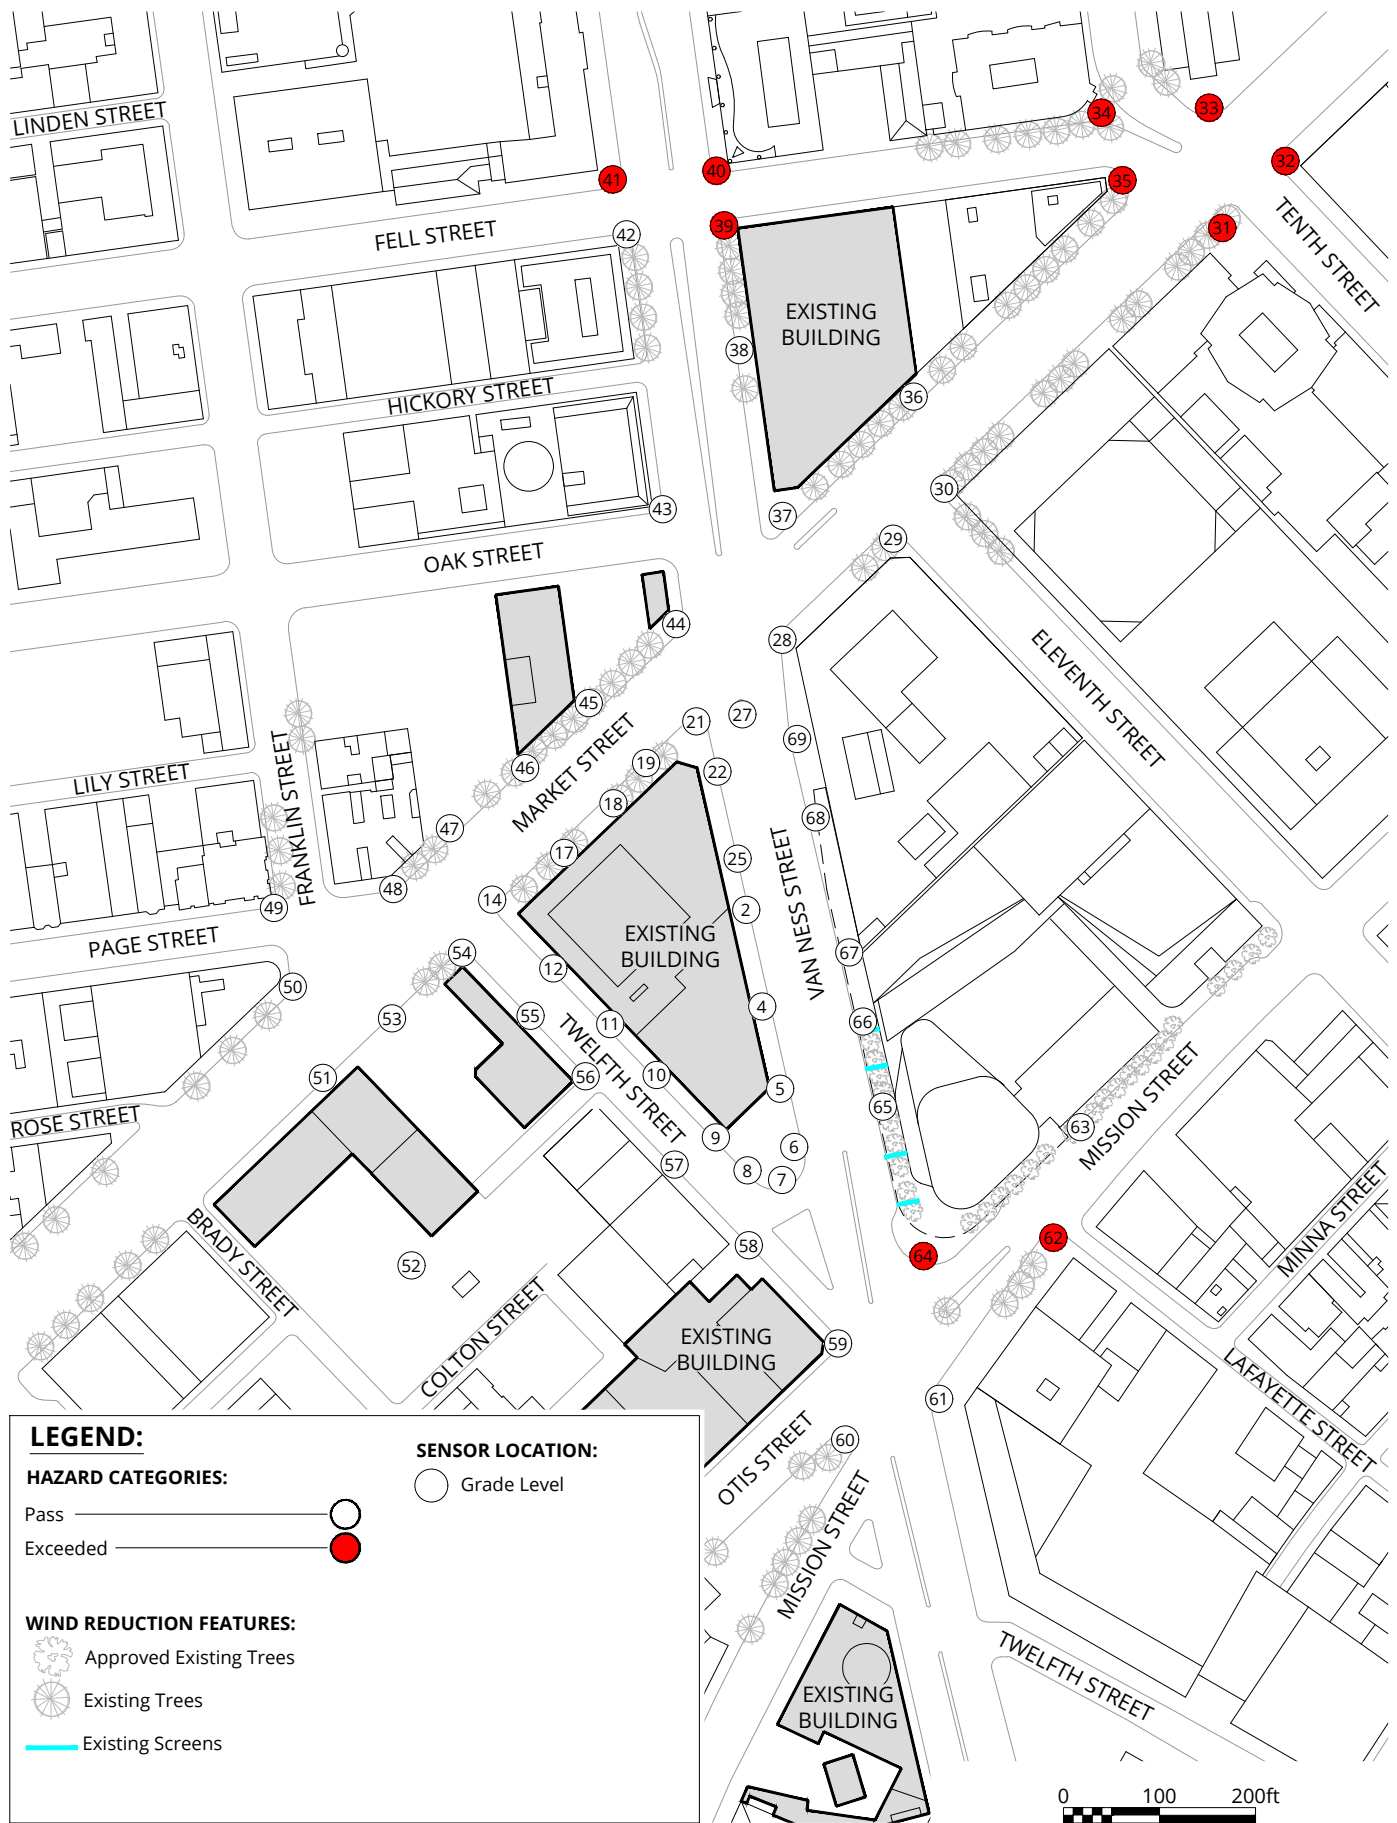 LINDEN STREET
34
33
41
40
32
35
39
31
42
FELL STREET
TENTH STREET
EXISTING
BUILDING
38
HICKORY STREET
36
30
43
37
29
OAK STREET
44
28
ELEVENTH STREET
45
27
21
69
46
MARKET STREET
19
22
LILY STREET
FRANKLIN STREET
18
68
47
17
25
VAN NESS STREET
48
49
14
2
PAGE STREET
EXISTING
BUILDING
54
12
67
50
4
53
55
11
66
TWELFTH STREET
51
56
10
5
65
ROSE STREET
63
MISSION STREET
9
6
57
8
7
MINNA STREET
BRADY STREET
58
62
64
52
COLTON STREET
EXISTING
BUILDING
59
LAFAYETTE STREET
61
OTIS STREET
60
MISSION STREET
TWELFTH STREET
EXISTING
BUILDING
LEGEND:
HAZARD CATEGORIES:
Pass
Exceeded
SENSOR LOCATION:
Grade Level
WIND REDUCTION FEATURES:
Approved Existing Trees
Existing Trees
Existing Screens
0 100 200ft